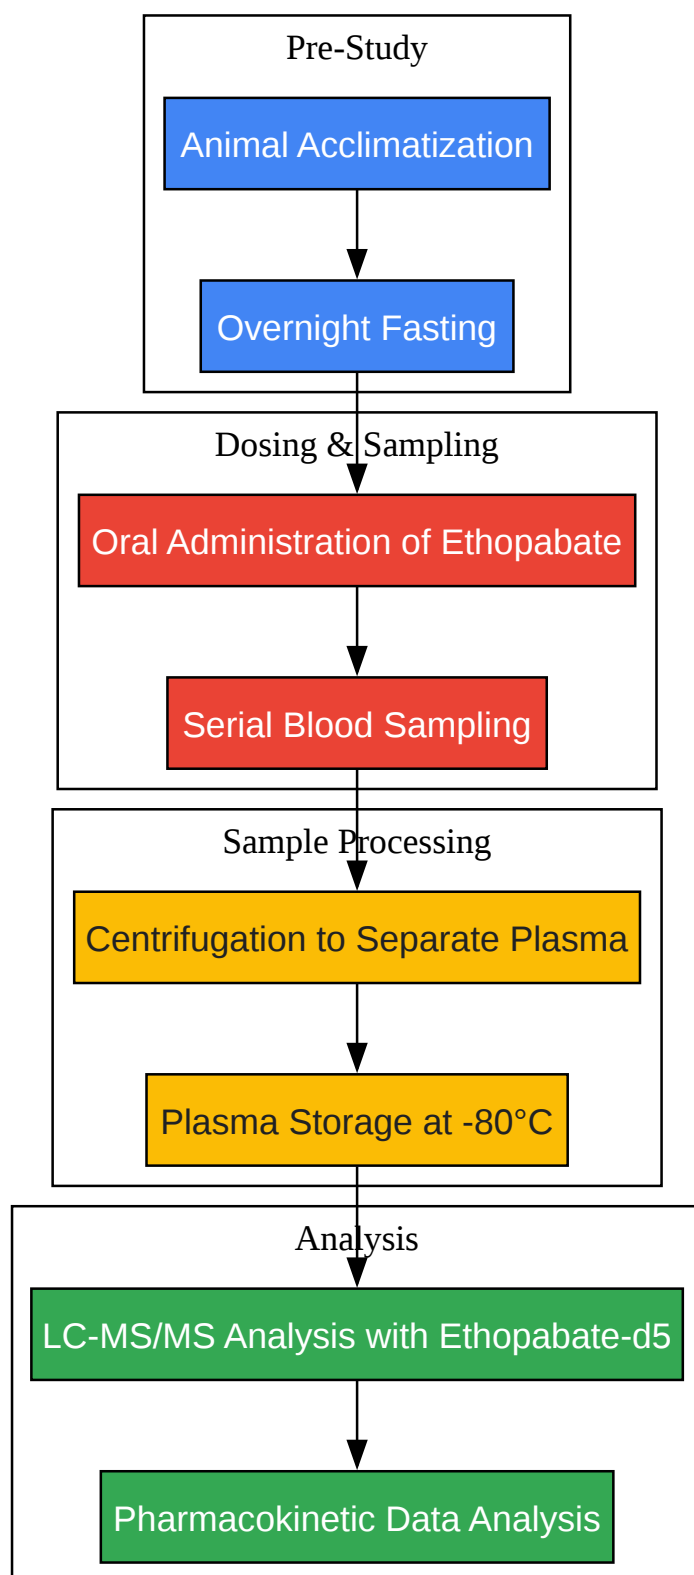 Pre-Study
Animal Acclimatization
Overnight Fasting
Dosing & Sampling
Oral Administration of Ethopabate
Serial Blood Sampling
Sample Processing
Centrifugation to Separate Plasma
Plasma Storage at -80°C
Analysis
LC-MS/MS Analysis with Ethopabate-d5
Pharmacokinetic Data Analysis